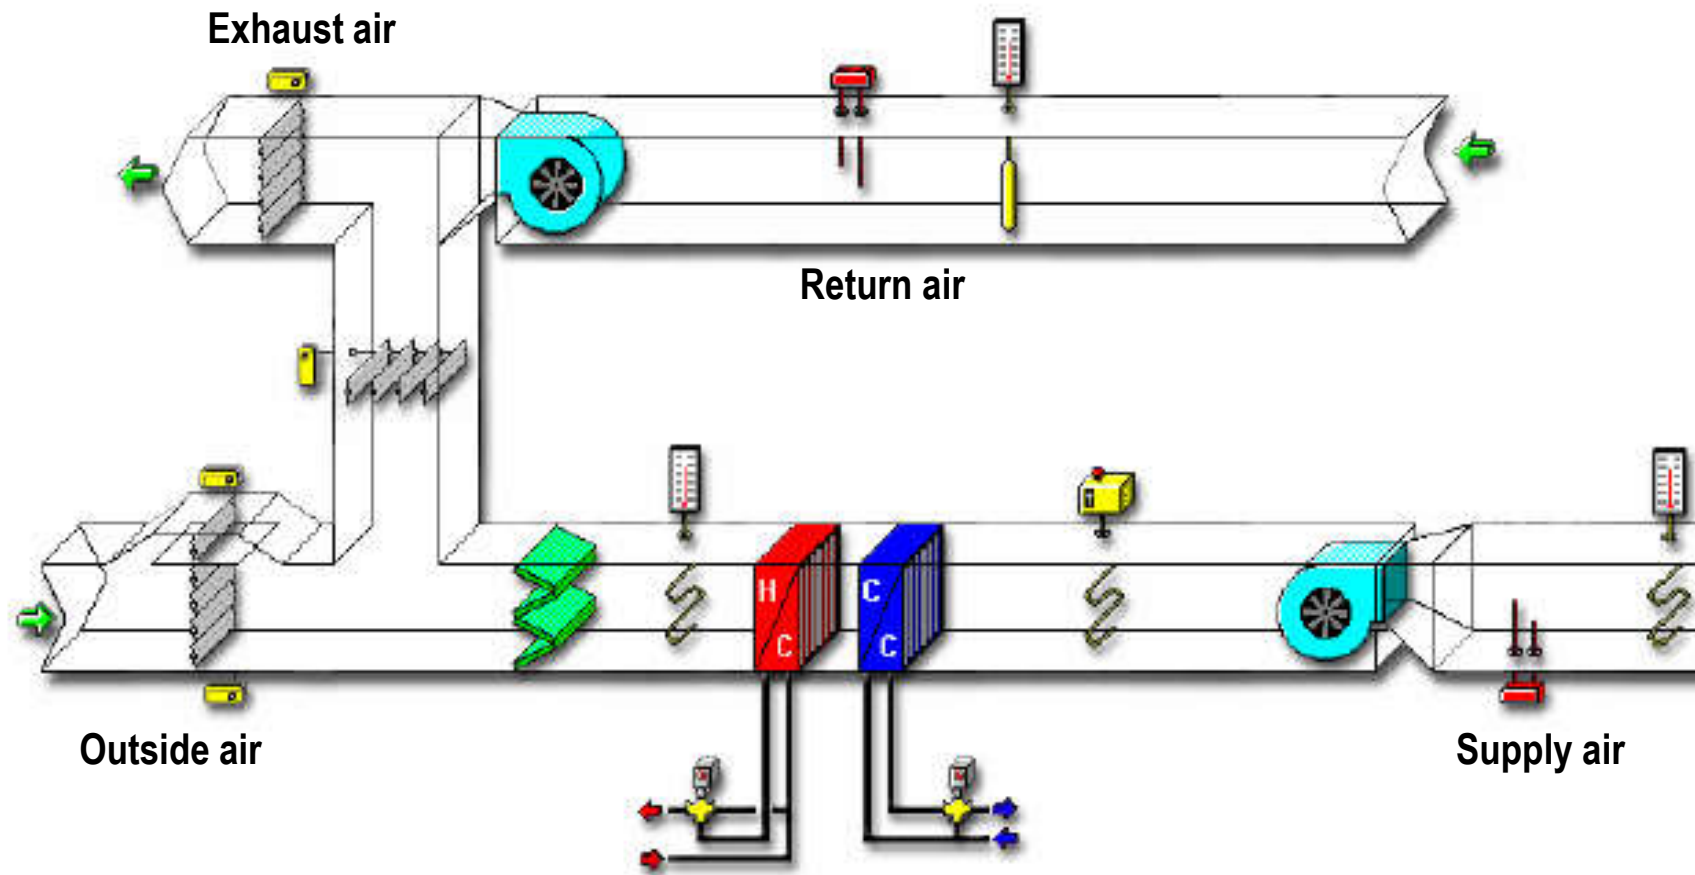 Exhaust air
Return air
H
C
C
C
Outside air
Supply air